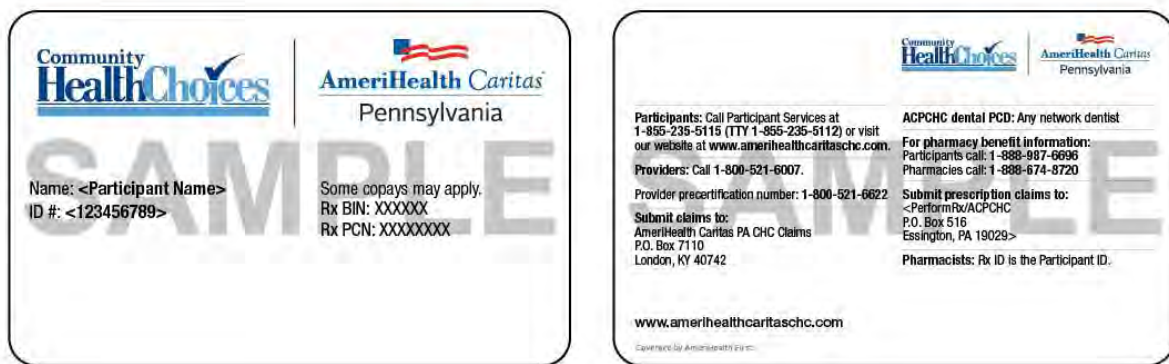 Community
HealthChoices
AmeriHealth Caritas
Pennsylvania
SAMPLE
Name: <Participant Name>
ID #: <123456789>
Some copays may apply.
Rx BIN: XXXXXX
Rx PCN: XXXXXXXX
Community
HealthChoices
AmeriHealth Caritas
Pennsylvania
SAMPLE
Participants: Call Participant Services at
1-855-235-5115 (TTY 1-855-235-5112) or visit
our website at www.amerihealthcaritaschc.com.
Providers: Call 1-800-521-6007.
Provider precertification number: 1-800-521-6622
Submit claims to:
AmeriHealth Caritas PA CHC Claims
P.O. Box 7110
London, KY 40742
ACPCHC dental PCD: Any network dentist
For pharmacy benefit information:
Participants call: 1-888-987-6696
Pharmacies call: 1-888-674-8720
Submit prescription claims to:
<PerformRx/ACPCHC
P.O. Box 516
Essington, PA 19029>
Pharmacists: Rx ID is the Participant ID.
www.amerihealthcaritaschc.com
Coverage by AmeriHealth First.